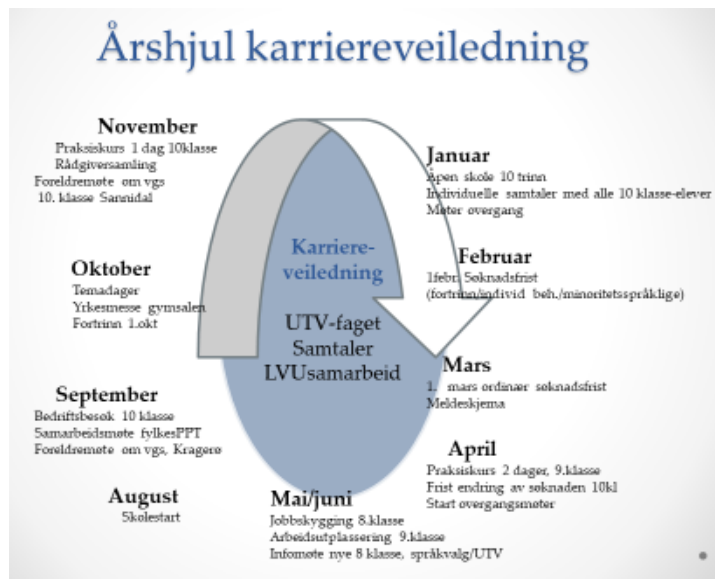 Årshjul karriereveiledning
November
Praksiskurs 1 dag 10klasse
Rådgiversamling
Foreldremøte om vgs
10. klasse Sannidal
Oktober
Temadager
Yrkesmesse gymsalen
Fortrinn 1.okt
September
Bedriftsbesøk 10 klasse
Samarbeidsmøte fylkesPPT
Foreldremøte om vgs, Kragerø
August
Skolestart
Karriere-
veiledning
UTV-faget
Samtaler
LVUsamarbeid
Januar
Åpen skole 10 trinn
Individuelle samtaler med alle 10 klasse-elever
Møter overgang
Februar
1febr. Søknadsfrist
(fortrinn/individ beh./minoritetsspråklige)
Mars
1. mars ordinær søknadsfrist
Meldeskjema
April
Praksiskurs 2 dager, 9.klasse
Frist endring av søknaden 10kl
Start overgangsmøter
Mai/juni
Jobbskygging 8.klasse
Arbeidsutplassering 9.klasse
Infomøte nye 8 klasse, språkvalg/UTV